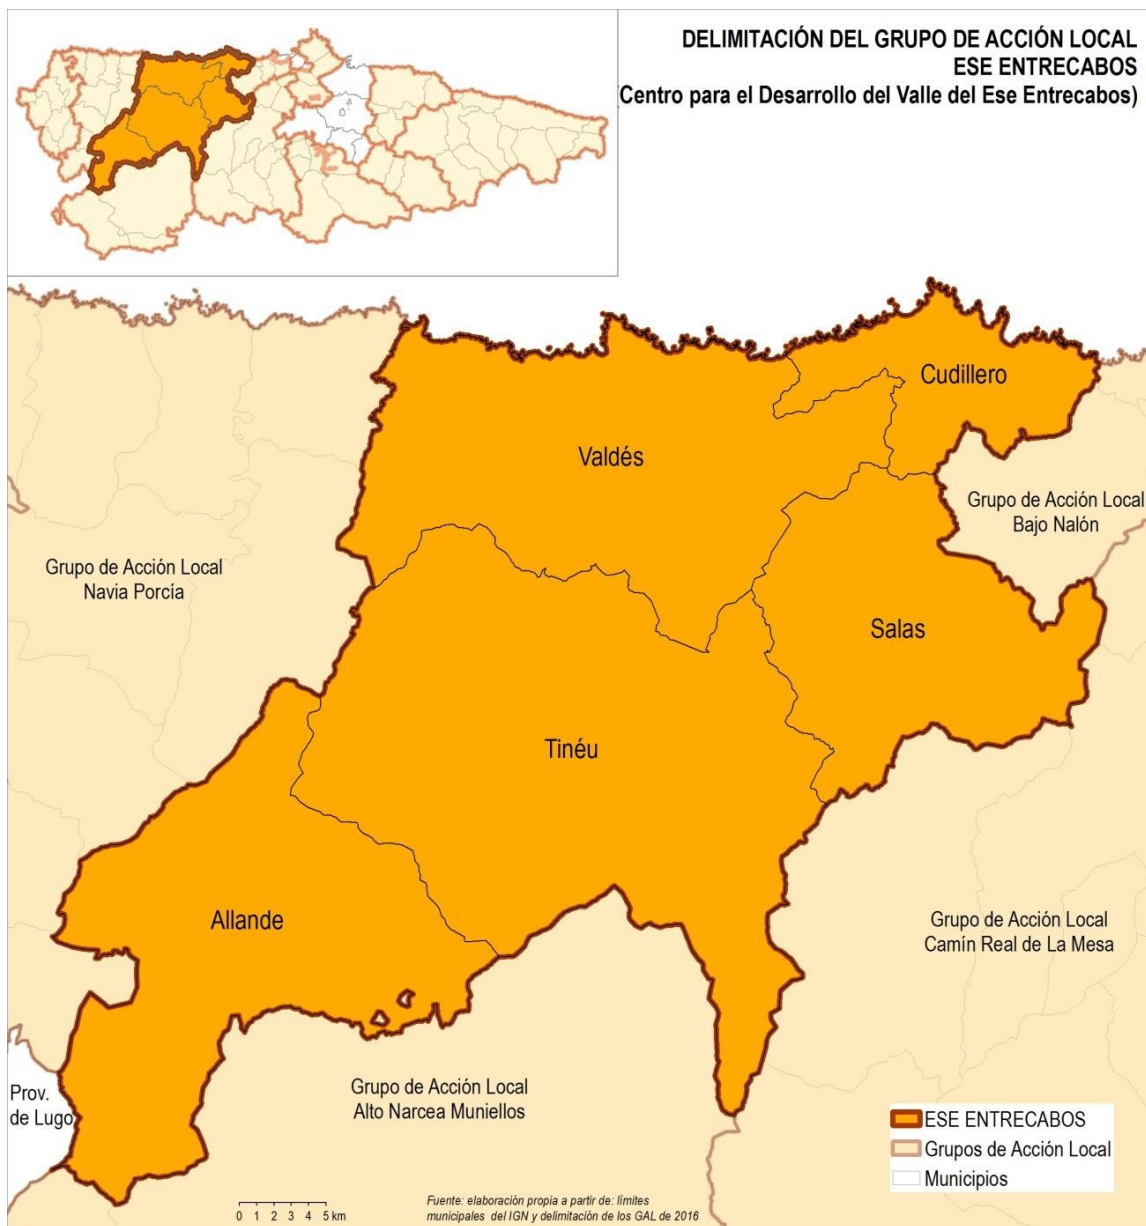 DELIMITACIÓN DEL GRUPO DE ACCIÓN LOCAL
ESE ENTRECABOS
(Centro para el Desarrollo del Valle del Ese Entrecabos)
Cudillero
Valdés
Grupo de Acción Local
Bajo Nalón
Grupo de Acción Local
Navia Porcía
Salas
Tinéu
Allande
Grupo de Acción Local
Camín Real de La Mesa
Prov.
de Lugo
Grupo de Acción Local
Alto Narcea Muniellos
ESE ENTRECABOS
Grupos de Acción Local
Municipios
0 1 2 3 4 5 km
Fuente: elaboración propia a partir de: límites
municipales del IGN y delimitación de los GAL de 2016